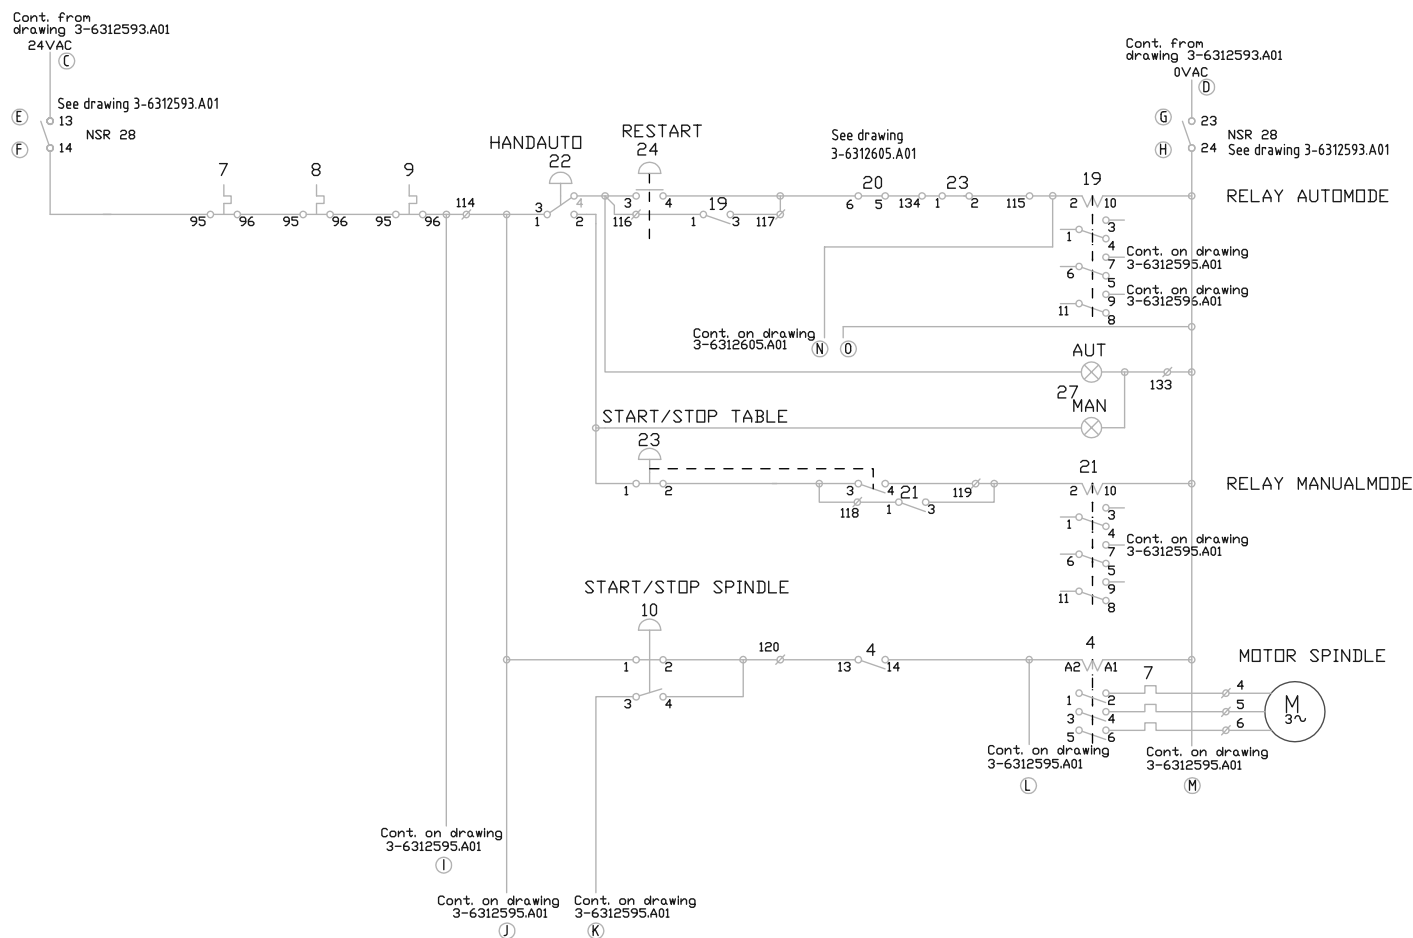 Cont. from
drawing 3-6312593.A01
24VAC
C
See drawing 3-6312593.A01
E
13
NSR 28
F
14
Cont. from
drawing 3-6312593.A01
0VAC
D
G
23
NSR 28
H
24
See drawing 3-6312593.A01
HANDAUTO
22
RESTART
24
See drawing
3-6312605.A01
7
8
9
95
96
95
96
95
96
114
3
4
1
2
3
4
116
19
1
3
117
20
6
5
134
23
1
2
115
19
2
10
RELAY AUTOMODE
3
1
4
Cont. on drawing
3-6312595.A01
7
6
5
Cont. on drawing
3-6312596.A01
9
11
8
Cont. on drawing
3-6312605.A01
N
O
AUT
133
27
MAN
START/STOP TABLE
23
1
2
3
4
21
118
1
3
119
21
2
10
RELAY MANUALMODE
3
1
4
Cont. on drawing
3-6312595.A01
7
6
5
9
11
8
START/STOP SPINDLE
10
1
2
120
3
4
4
13
14
4
A2
A1
MOTOR SPINDLE
7
1
2
4
3
4
5
5
6
6
M
3~
Cont. on drawing
3-6312595.A01
L
Cont. on drawing
3-6312595.A01
M
Cont. on drawing
3-6312595.A01
I
Cont. on drawing
3-6312595.A01
J
Cont. on drawing
3-6312595.A01
K